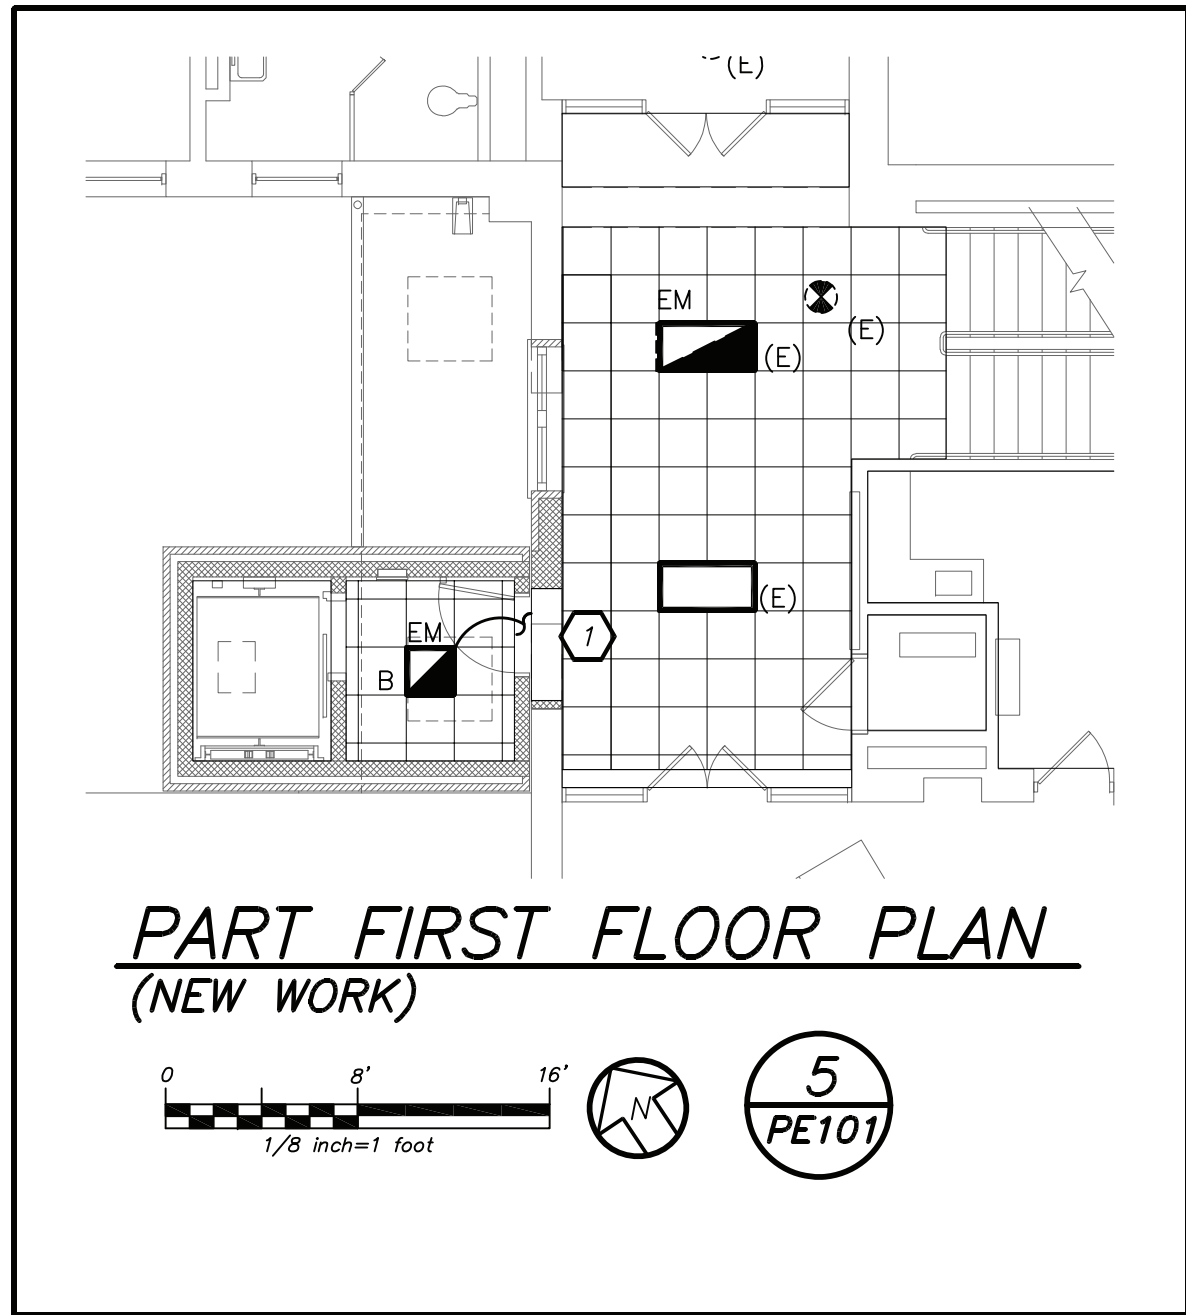 (E)
EM
(E)
(E)
(E)
1
EM
B
PART FIRST FLOOR PLAN
(NEW WORK)
0 8' 16'
1/8 inch=1 foot
N
5
PE101